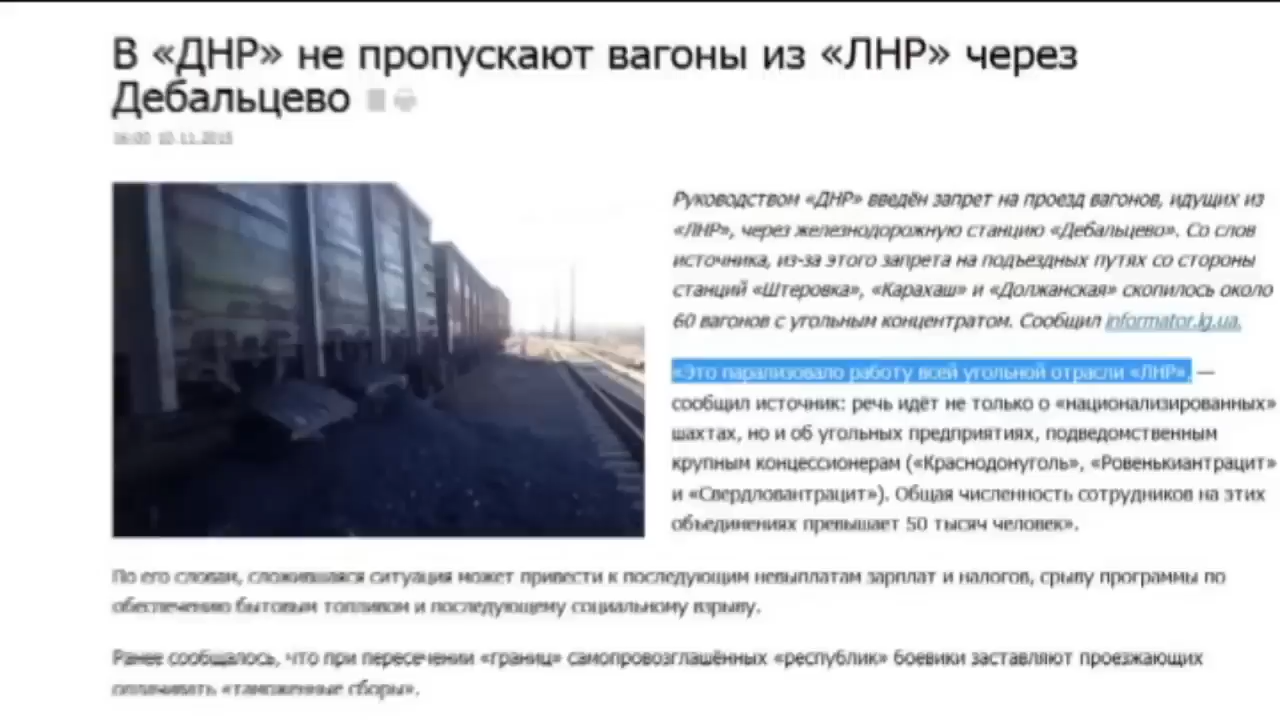 В «ДНР» не пропускают вагоны из «ЛНР» через
Дебальцево
16:00 10.11.2015
Руководством «ДНР» введён запрет на проезд вагонов, идущих из
«ЛНР», через железнодорожную станцию «Дебальцево». Со слов
источника, из-за этого запрета на подъездных путях со стороны
станций «Штеровка», «Карахаш» и «Должанская» скопилось около
60 вагонов с угольным концентратом. Сообщил informator.lg.ua.
«Это парализовало работу всей угольной отрасли «ЛНР», —
сообщил источник: речь идёт не только о «национализированных»
шахтах, но и об угольных предприятиях, подведомственным
крупным концессионерам («Краснодонуголь», «Ровенькиантрацит»
и «Свердловантрацит»). Общая численность сотрудников на этих
объединениях превышает 50 тысяч человек».
По его словам, сложившаяся ситуация может привести к последующим невыплатам зарплат и налогов, срыву программы по
обеспечению бытовым топливом и последующему социальному взрыву.
Ранее сообщалось, что при пересечении «границ» самопровозглашённых «республик» боевики заставляют проезжающих
оплачивать «таможенные сборы».